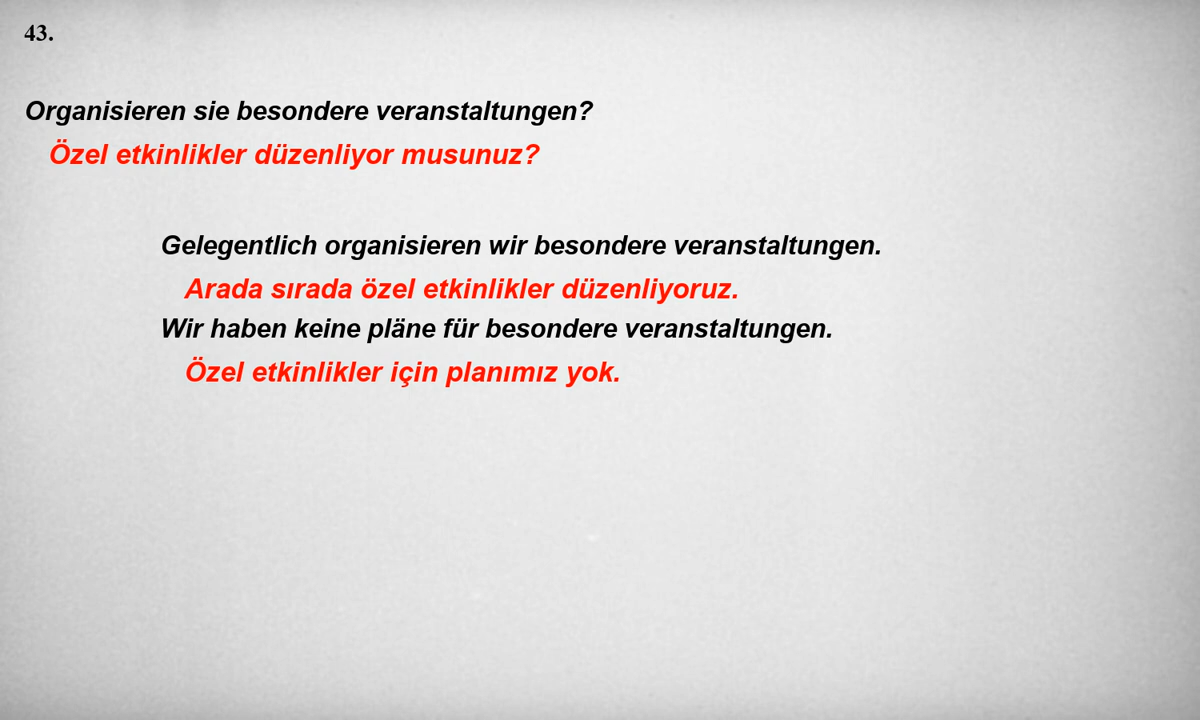 43.
Organisieren sie besondere veranstaltungen?
Özel etkinlikler düzenliyor musunuz?
Gelegentlich organisieren wir besondere veranstaltungen.
Arada sırada özel etkinlikler düzenliyoruz.
Wir haben keine pläne für besondere veranstaltungen.
Özel etkinlikler için planımız yok.